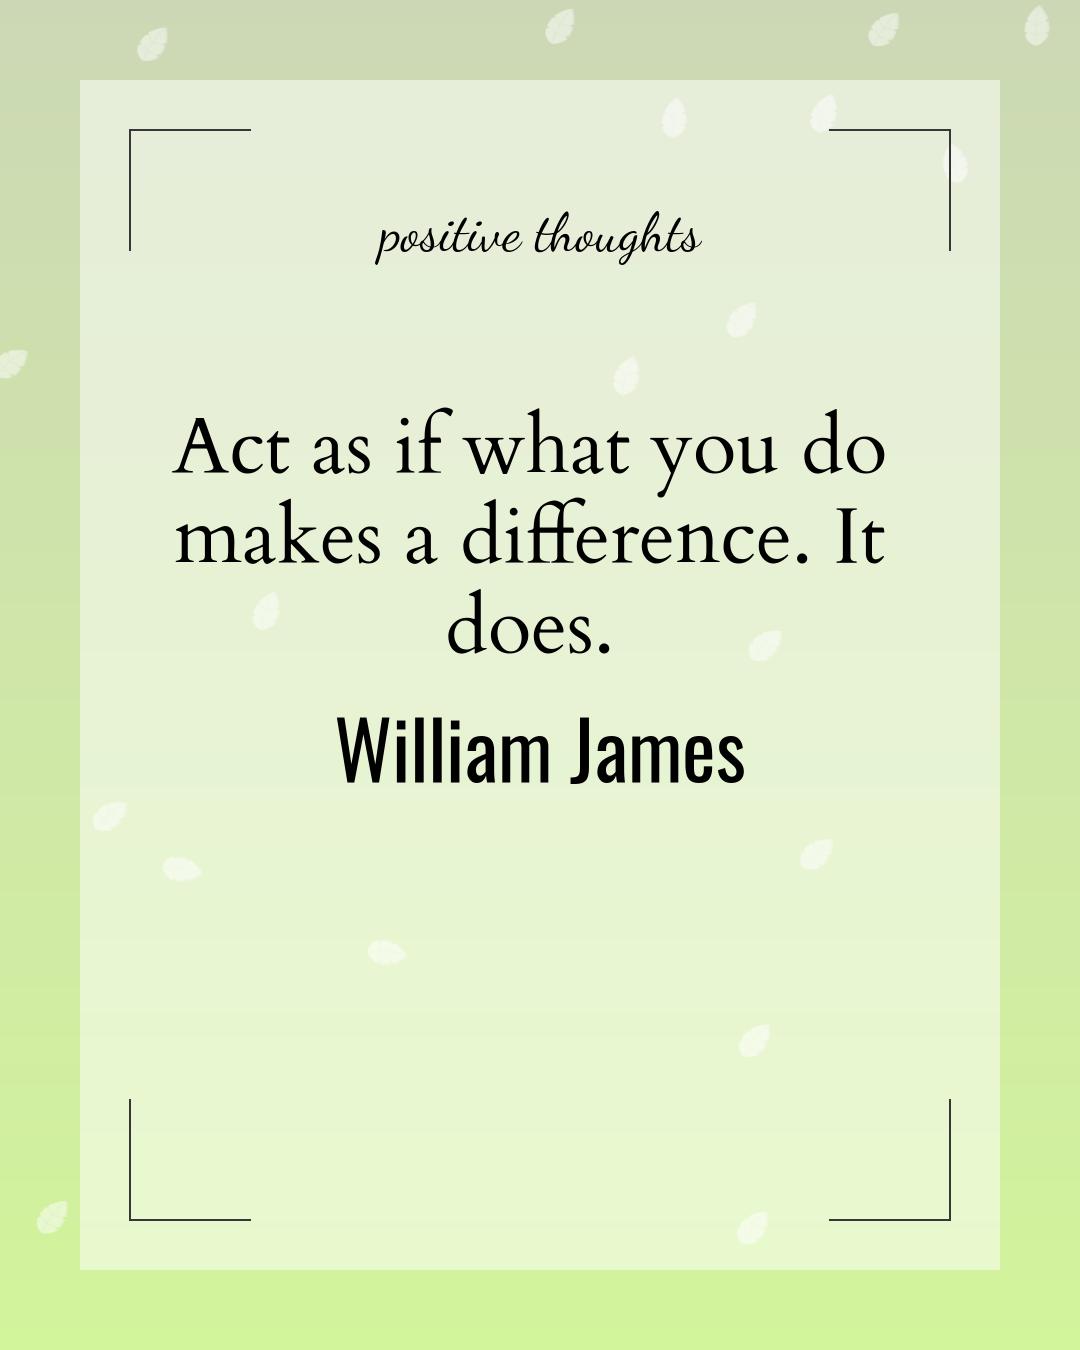 positive thoughts
Act as if what you do
makes a difference. It
does.
William James